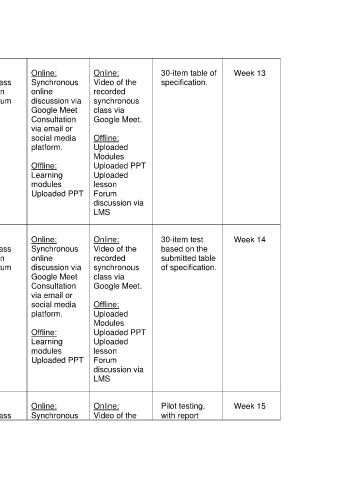 ass
n
um
Online:
Synchronous
online
discussion via
Google Meet
Consultation
via email or
social media
platform.
Offline:
Learning
modules
Uploaded PPT
Online:
Video of the
recorded
synchronous
class via
Google Meet.
Offline:
Uploaded
Modules
Uploaded PPT
Uploaded
lesson
Forum
discussion via
LMS
30-item table of
specification.
Week 13
ass
n
um
Online:
Synchronous
online
discussion via
Google Meet
Consultation
via email or
social media
platform.
Offline:
Learning
modules
Uploaded PPT
Online:
Video of the
recorded
synchronous
class via
Google Meet.
Offline:
Uploaded
Modules
Uploaded PPT
Uploaded
lesson
Forum
discussion via
LMS
30-item test
based on the
submitted table
of specification.
Week 14
ass
Online:
Synchronous
Online:
Video of the
Pilot testing,
with report
Week 15